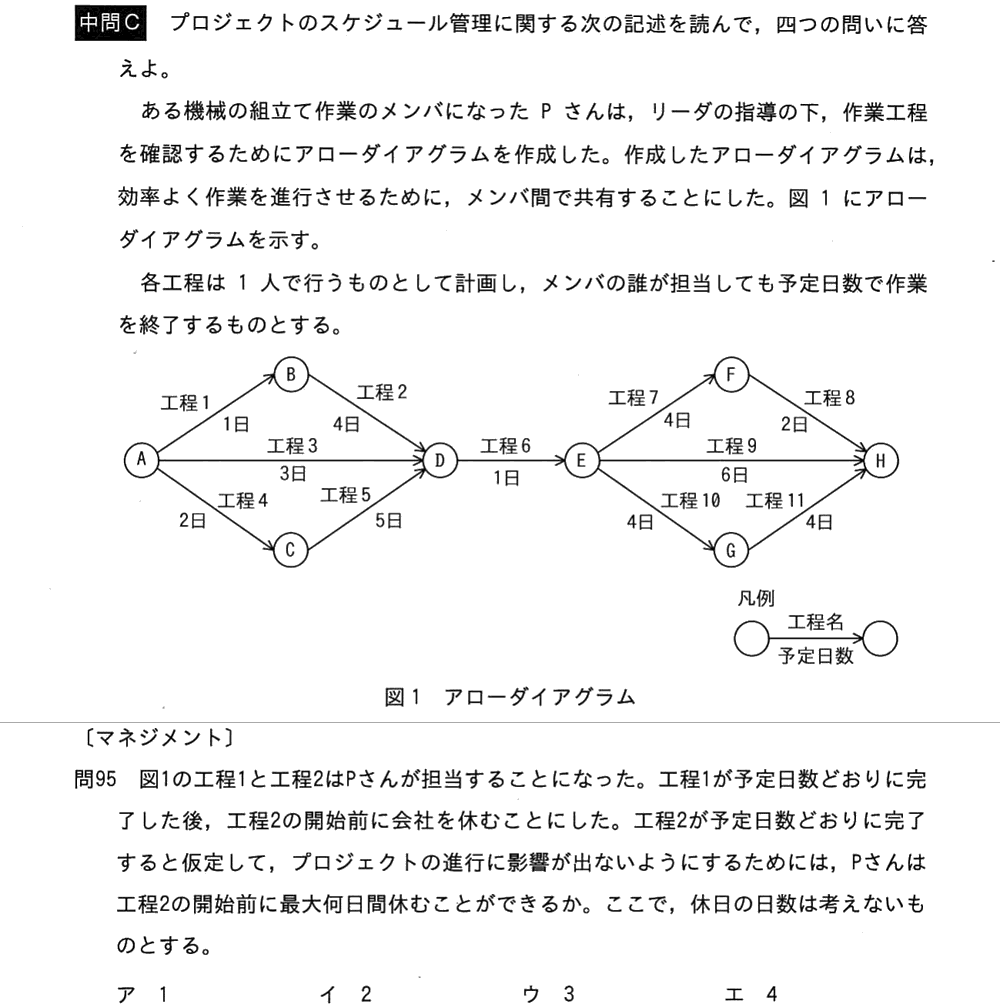 中問C プロジェクトのスケジュール管理に関する次の記述を読んで，四つの問いに答
えよ。
ある機械の組立て作業のメンバになった P さんは，リーダの指導の下，作業工程
を確認するためにアローダイアグラムを作成した。作成したアローダイアグラムは，
効率よく作業を進行させるために，メンバ間で共有することにした。図 1 にアロー
ダイアグラムを示す。
各工程は 1 人で行うものとして計画し，メンバの誰が担当しても予定日数で作業
を終了するものとする。
B
F
工程1
工程2
工程7
工程8
1日
4日
4日
2日
A
工程3
D
工程6
E
工程9
H
3日
1日
6日
工程4
工程5
工程10
工程11
2日
5日
4日
4日
C
G
凡例
工程名
予定日数
図1 アローダイアグラム
〔マネジメント〕
問95 図1の工程1と工程2はPさんが担当することになった。工程1が予定日数どおりに完
了した後，工程2の開始前に会社を休むことにした。工程2が予定日数どおりに完了
すると仮定して，プロジェクトの進行に影響が出ないようにするためには，Pさんは
工程2の開始前に最大何日間休むことができるか。ここで，休日の日数は考えないも
のとする。
ア 1 イ 2 ウ 3 エ 4